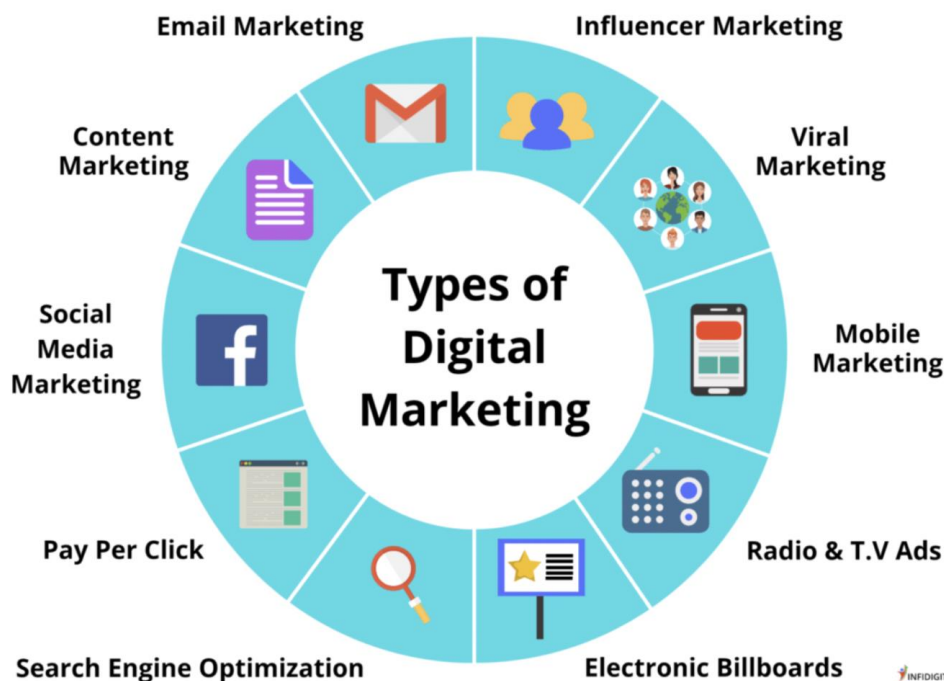 Email Marketing
Influencer Marketing
Content
Marketing
Viral
Marketing
Types of
Digital
Marketing
Social
Media
Marketing
Mobile
Marketing
Pay Per Click
Radio & T.V Ads
Search Engine Optimization
Electronic Billboards
INFIDIGIT